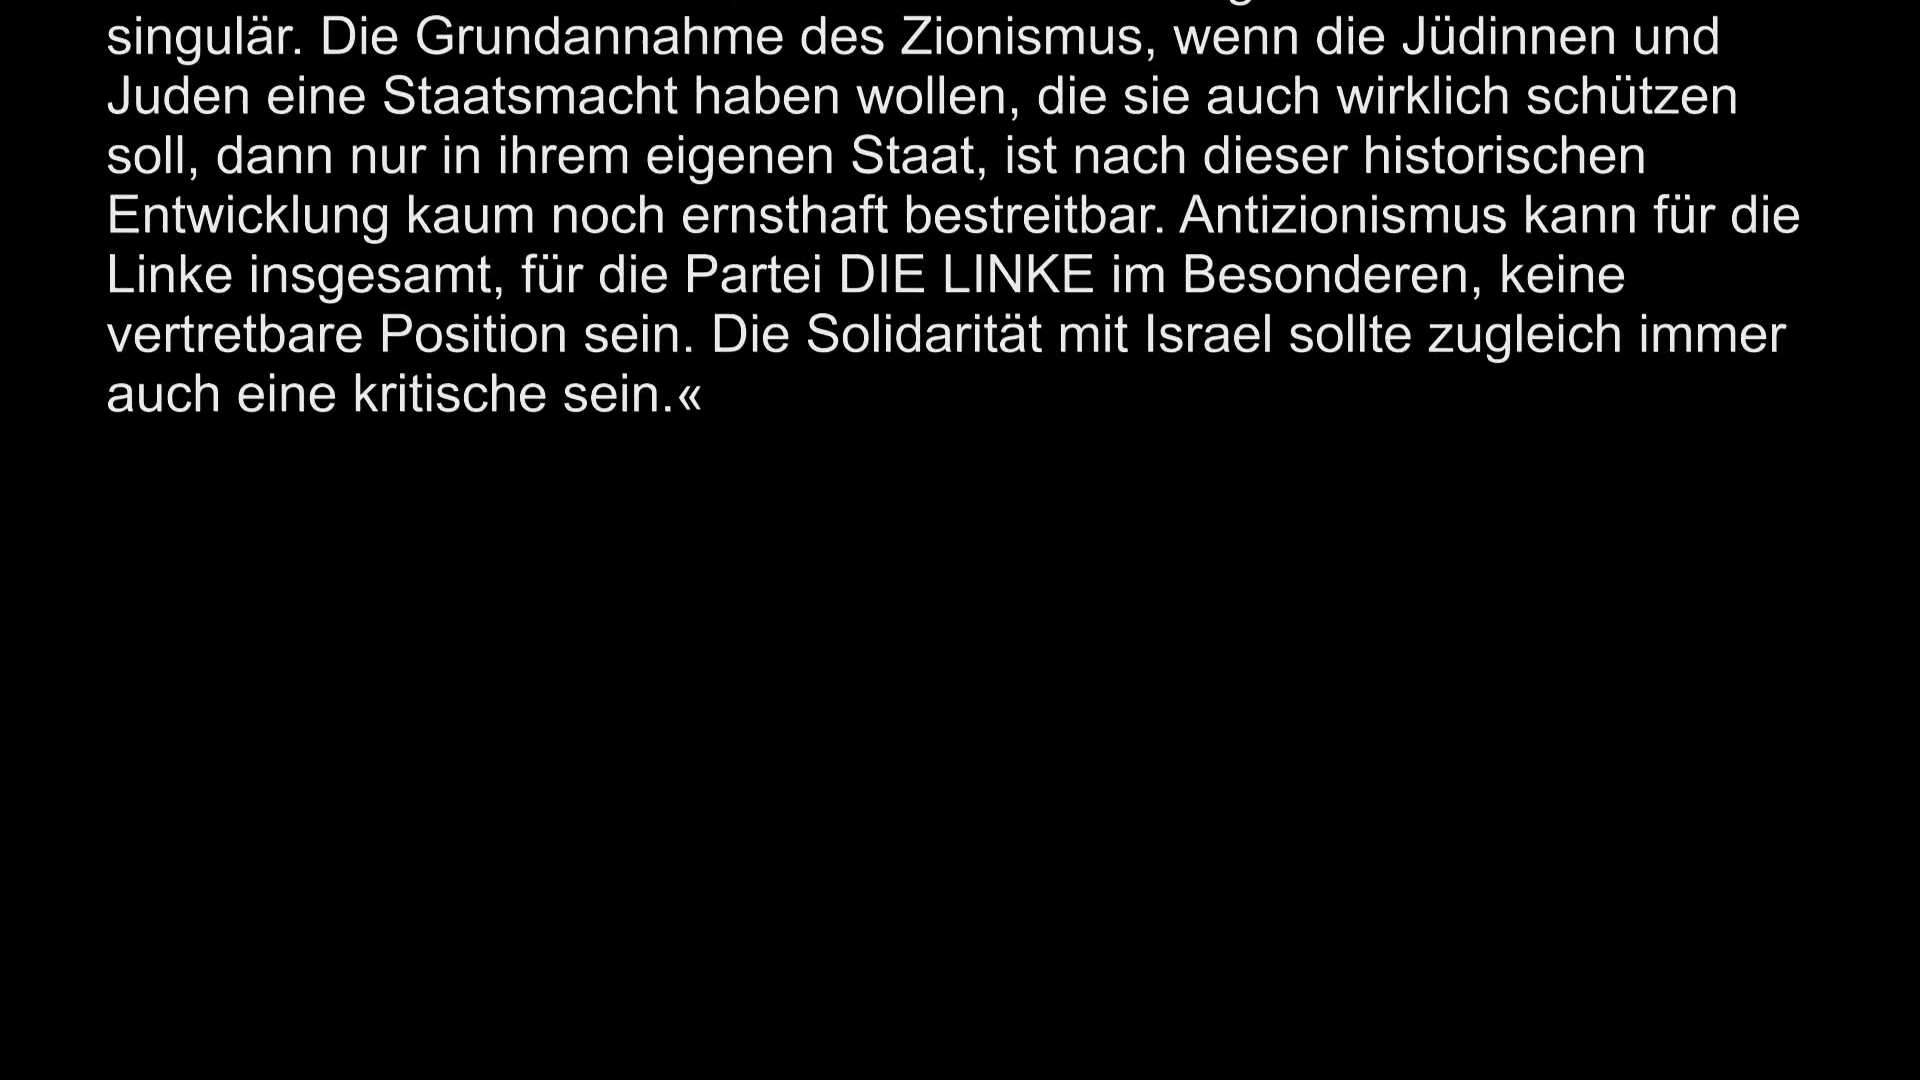 singulär. Die Grundannahme des Zionismus, wenn die Jüdinnen und
Juden eine Staatsmacht haben wollen, die sie auch wirklich schützen
soll, dann nur in ihrem eigenen Staat, ist nach dieser historischen
Entwicklung kaum noch ernsthaft bestreitbar. Antizionismus kann für die
Linke insgesamt, für die Partei DIE LINKE im Besonderen, keine
vertretbare Position sein. Die Solidarität mit Israel sollte zugleich immer
auch eine kritische sein.«